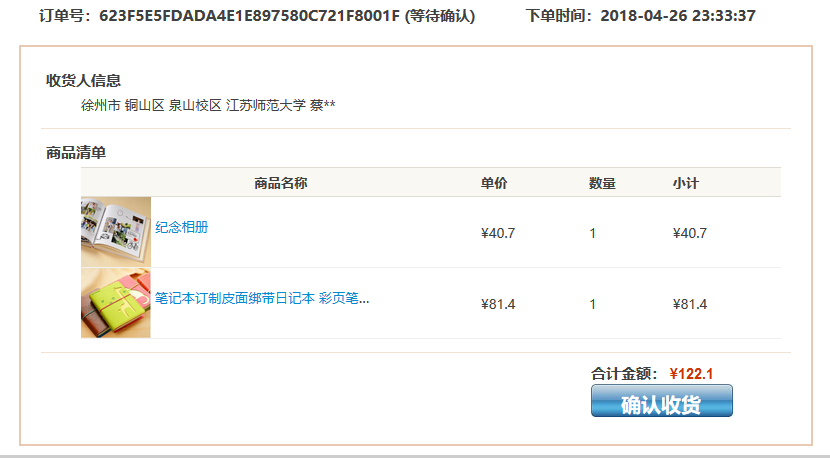 订单号：623F5E5FDADA4E1E897580C721F8001F (等待确认) 下单时间：2018-04-26 23:33:37
收货人信息
徐州市 铜山区 泉山校区 江苏师范大学 蔡**
商品清单
商品名称 单价 数量 小计
纪念相册 ¥40.7 1 ¥40.7
笔记本订制皮面绑带日记本 彩页笔... ¥81.4 1 ¥81.4
合计金额： ¥122.1
确认收货